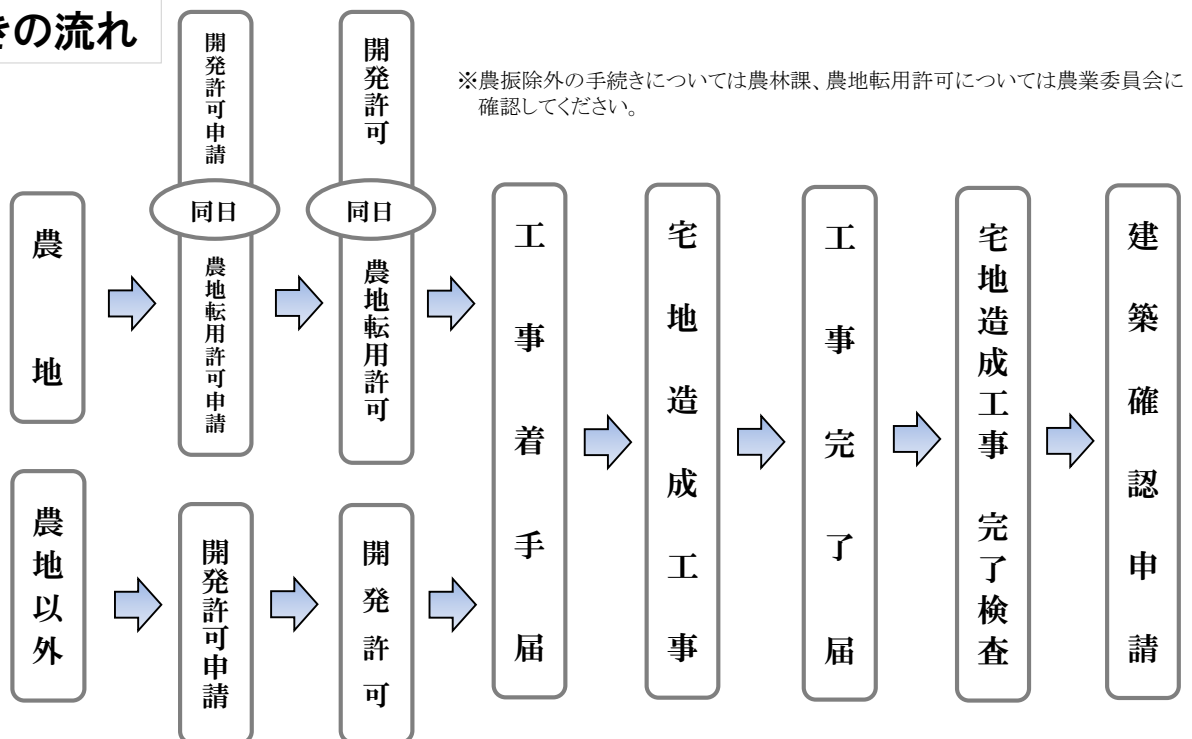 きの流れ
※農振除外の手続きについては農林課、農地転用許可については農業委員会に
確認してください。
農地
開発許可申請
同日
農地転用許可申請
開発許可
同日
農地転用許可
農地以外
開発許可申請
開発許可
工事着手届
宅地造成工事
工事完了届
宅地造成工事 完了検査
建築確認申請